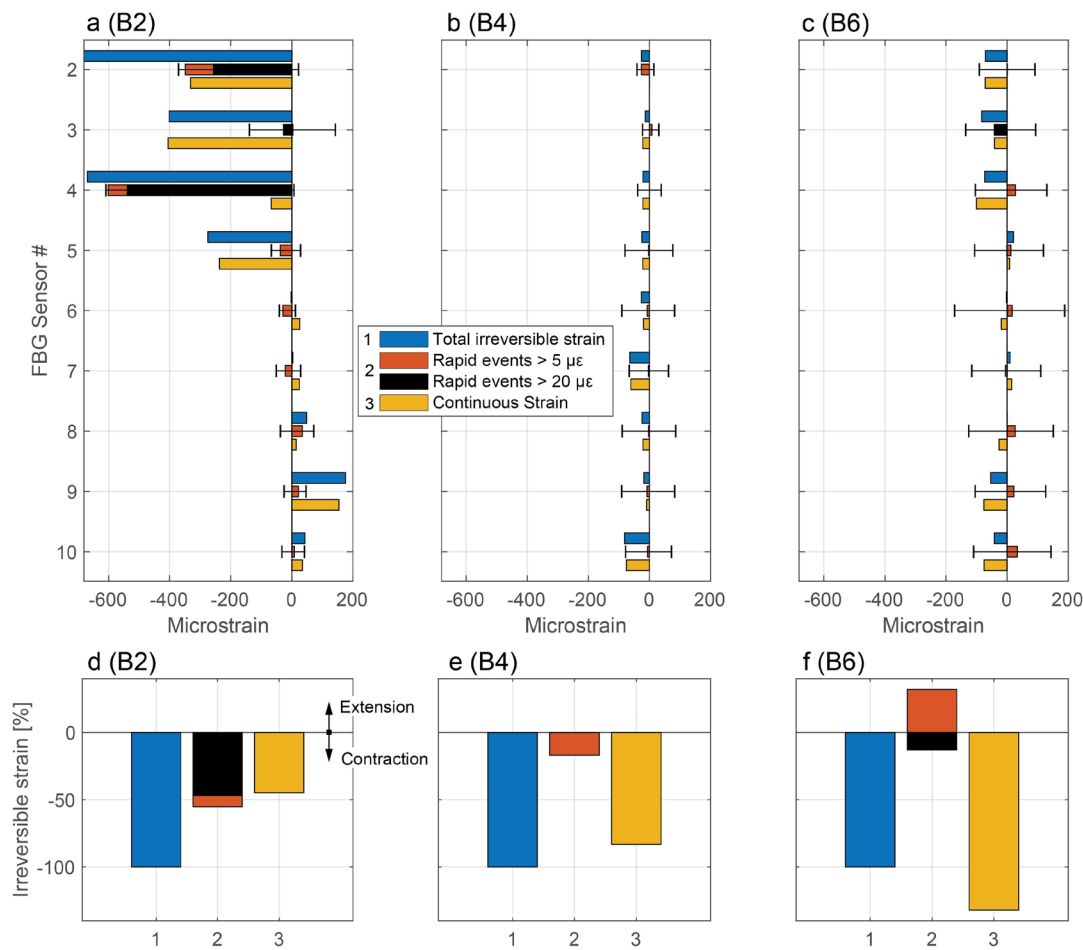 a (B2)
b (B4)
c (B6)
FBG Sensor #
2
3
4
5
6
7
8
9
10
1 Total irreversible strain
2 Rapid events > 5 με
Rapid events > 20 με
3 Continuous Strain
-600 -400 -200 0 200
-600 -400 -200 0 200
-600 -400 -200 0 200
Microstrain
Microstrain
Microstrain
d (B2)
e (B4)
f (B6)
Irreversible strain [%]
0
-50
-100
Extension
Contraction
1 2 3
1 2 3
1 2 3